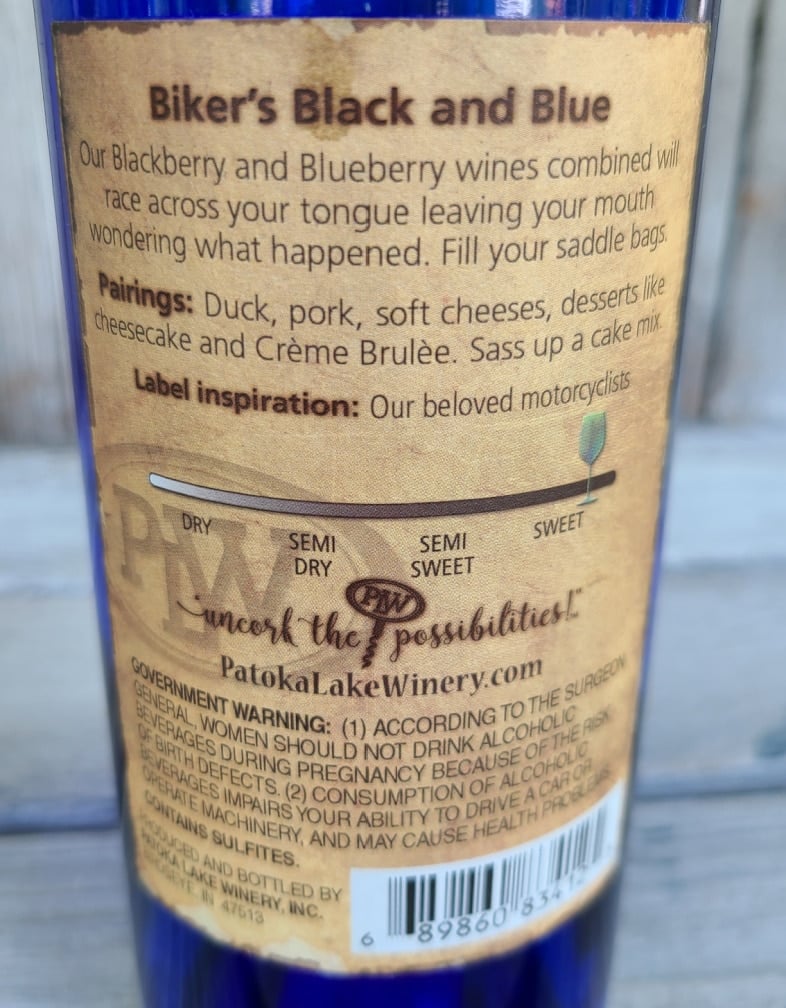 Biker's Black and Blue
Our Blackberry and Blueberry wines combined will
race across your tongue leaving your mouth
wondering what happened. Fill your saddle bags.
Pairings: Duck, pork, soft cheeses, desserts like
cheesecake and Crème Brulèe. Sass up a cake mix.
Label inspiration: Our beloved motorcyclists
DRY
SEMI
DRY
SEMI
SWEET
SWEET
PLW
PLW
"uncork the possibilities!"
PatokaLakeWinery.com
GOVERNMENT WARNING: (1) ACCORDING TO THE SURGEON
GENERAL, WOMEN SHOULD NOT DRINK ALCOHOLIC
BEVERAGES DURING PREGNANCY BECAUSE OF THE RISK
OF BIRTH DEFECTS. (2) CONSUMPTION OF ALCOHOLIC
BEVERAGES IMPAIRS YOUR ABILITY TO DRIVE A CAR OR
OPERATE MACHINERY, AND MAY CAUSE HEALTH PROBLEMS.
CONTAINS SULFITES.
PRODUCED AND BOTTLED BY
PATOKA LAKE WINERY, INC.
BIRDSEYE, IN 47513
6 89860 83412